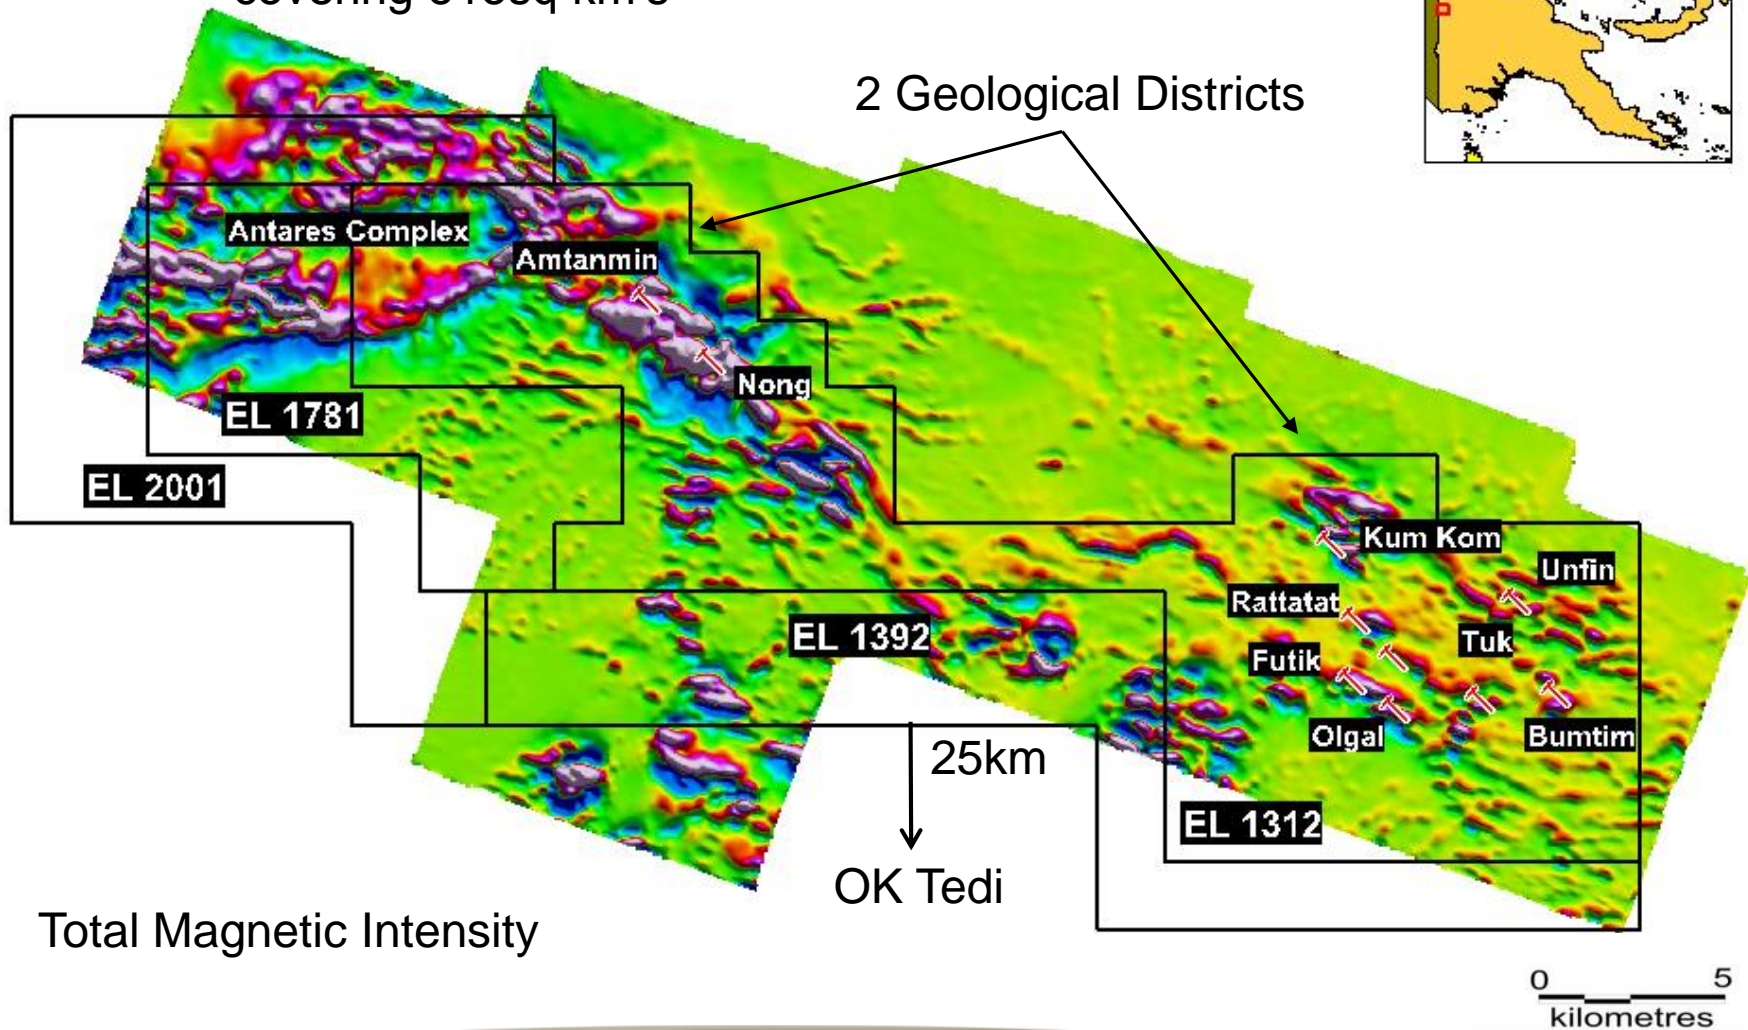 2 Geological Districts
Antares Complex
Amtanmin
Nong
EL 1781
EL 2001
Kum Kom
Unfin
Rattatat
EL 1392
Tuk
Futik
Olgal
Bumtim
25km
EL 1312
OK Tedi
Total Magnetic Intensity
0 5
kilometres